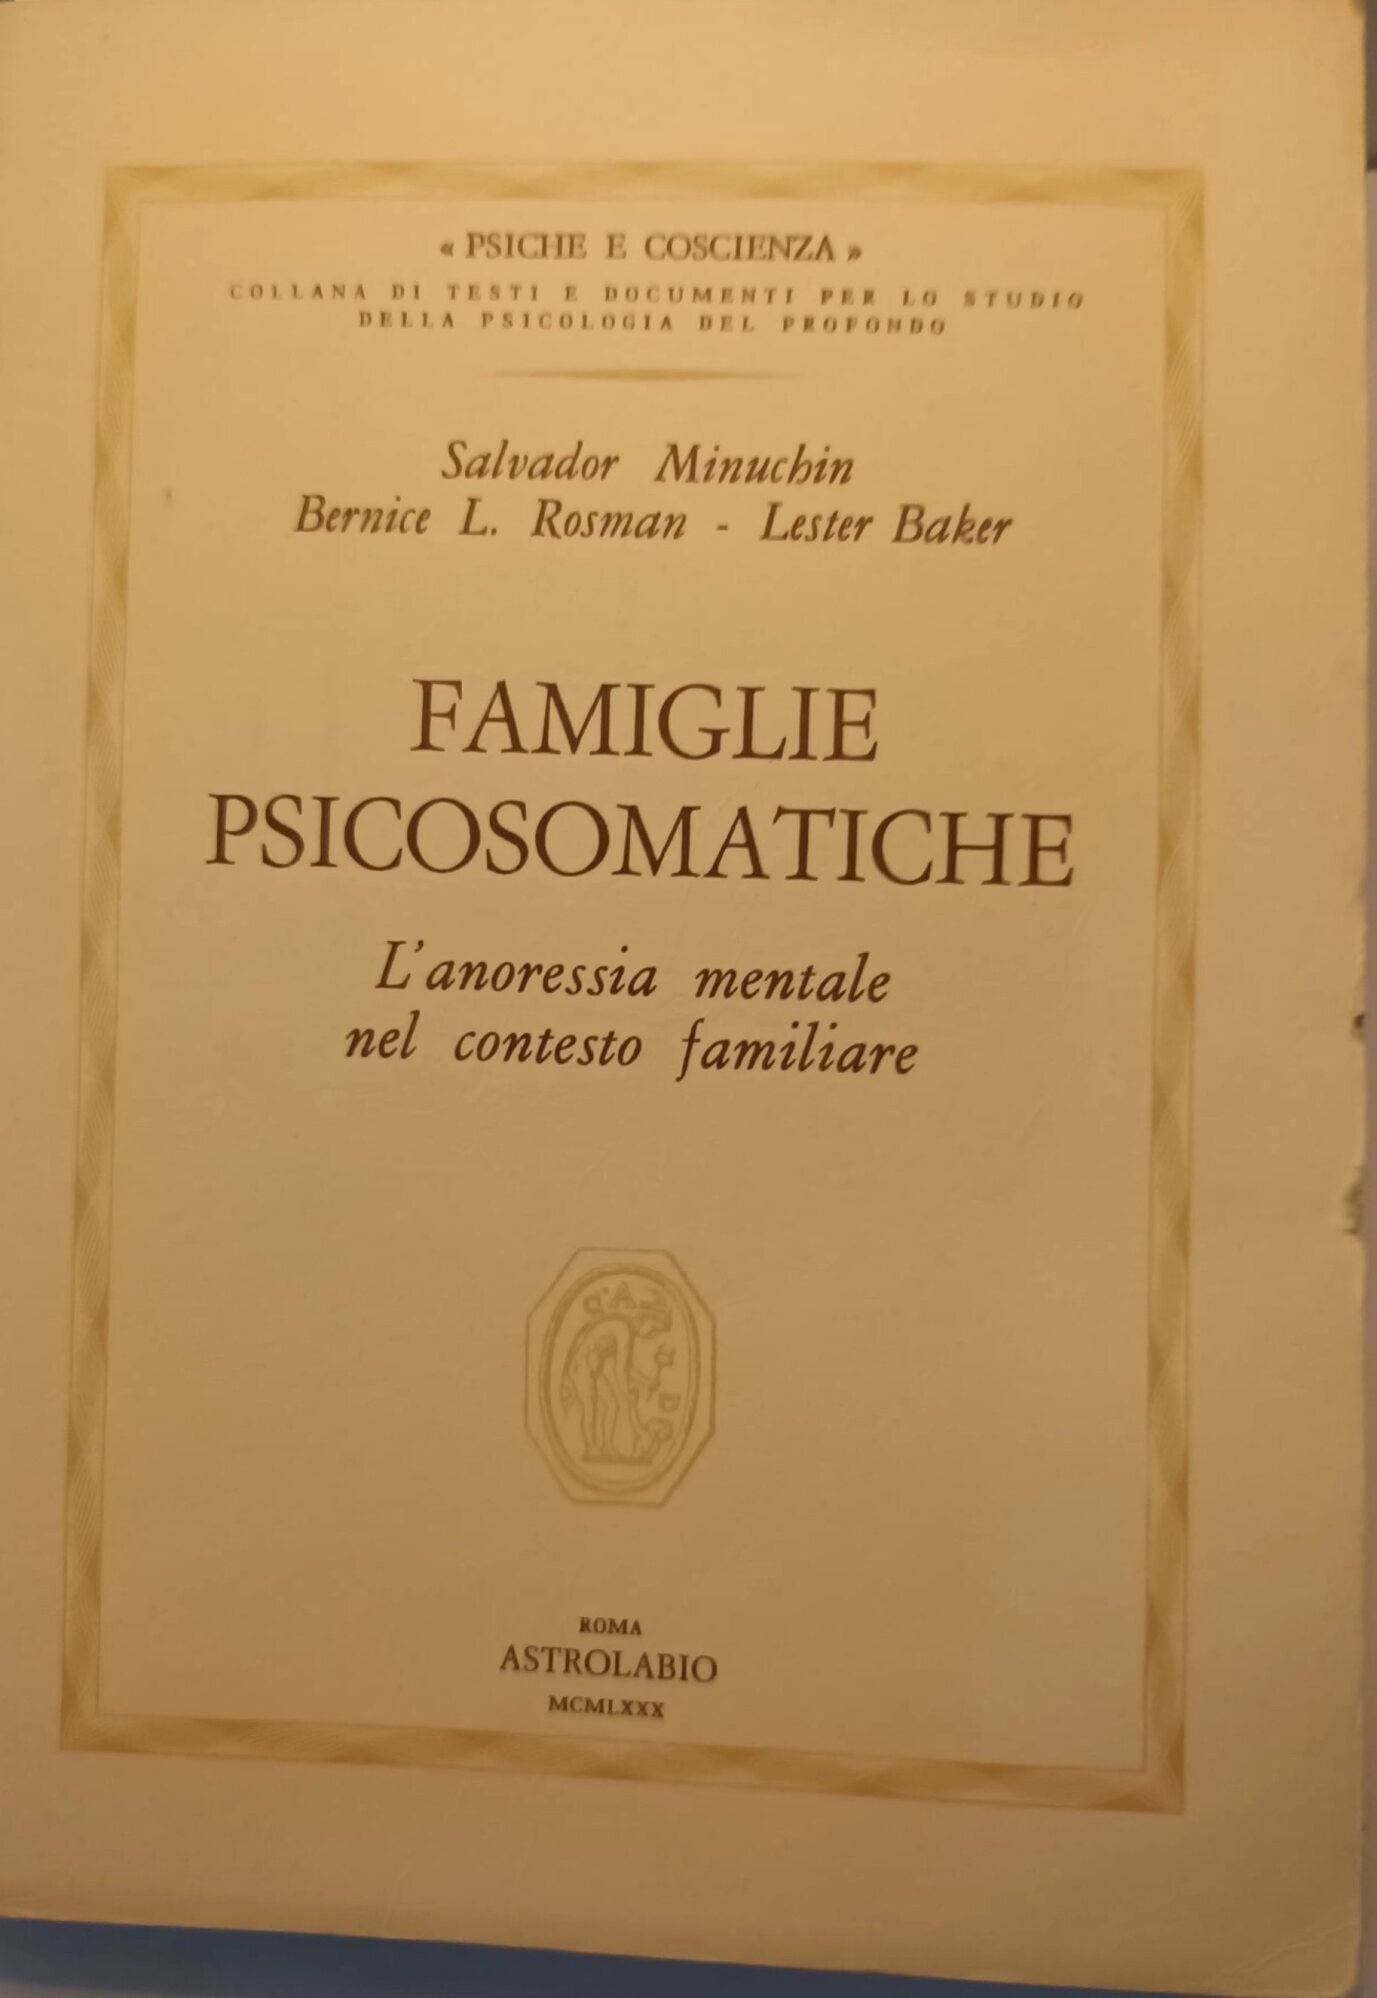 « PSICHE E COSCIENZA »
COLLANA DI TESTI E DOCUMENTI PER LO STUDIO
DELLA PSICOLOGIA DEL PROFONDO
Salvador Minuchin
Bernice L. Rosman - Lester Baker
FAMIGLIE
PSICOSOMATICHE
L'anoressia mentale
nel contesto familiare
ROMA
ASTROLABIO
MCMLXXX